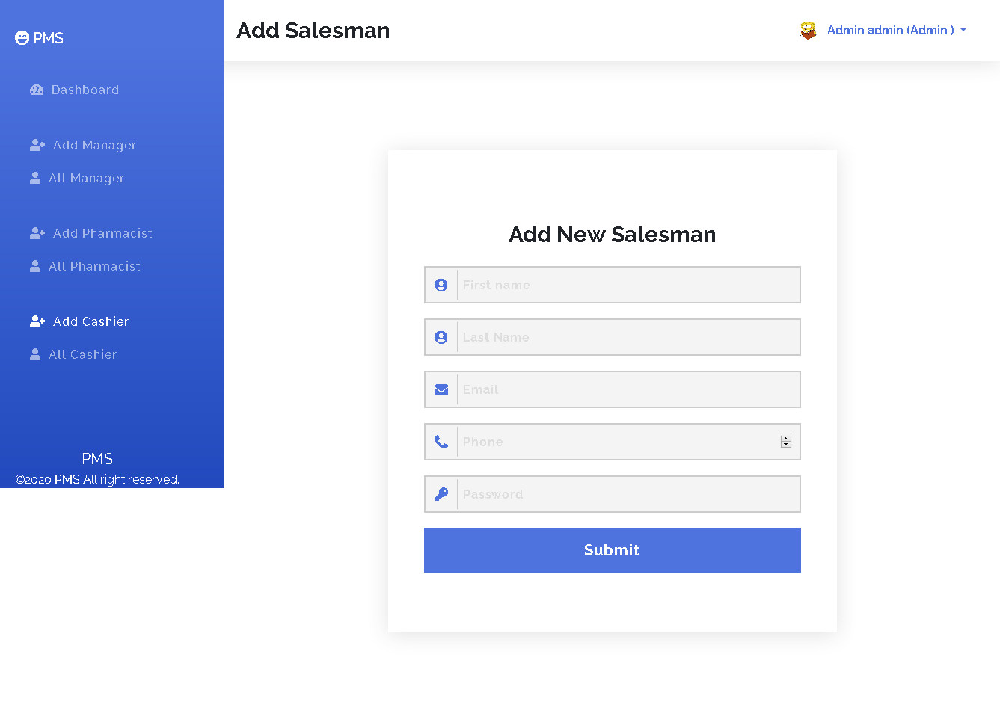 PMS
Dashboard
Add Manager
All Manager
Add Pharmacist
All Pharmacist
Add Cashier
All Cashier
PMS
©2020 PMS All right reserved.
Add Salesman
Admin admin (Admin )
Add New Salesman
First name
Last Name
Email
Phone
Password
Submit